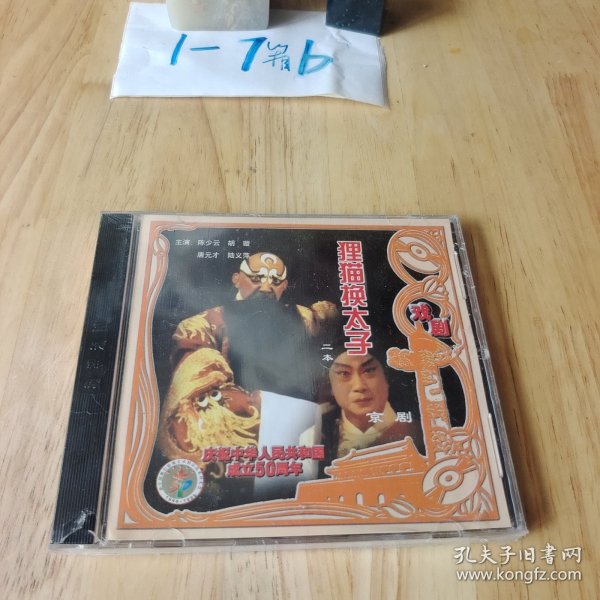 1-7箱6
主演 陈少云 胡璇
唐元才 陆义萍
狸猫换太子
二本
戏剧
京剧
庆祝中华人民共和国
成立50周年
孔夫子旧书网
www.kongfz.com